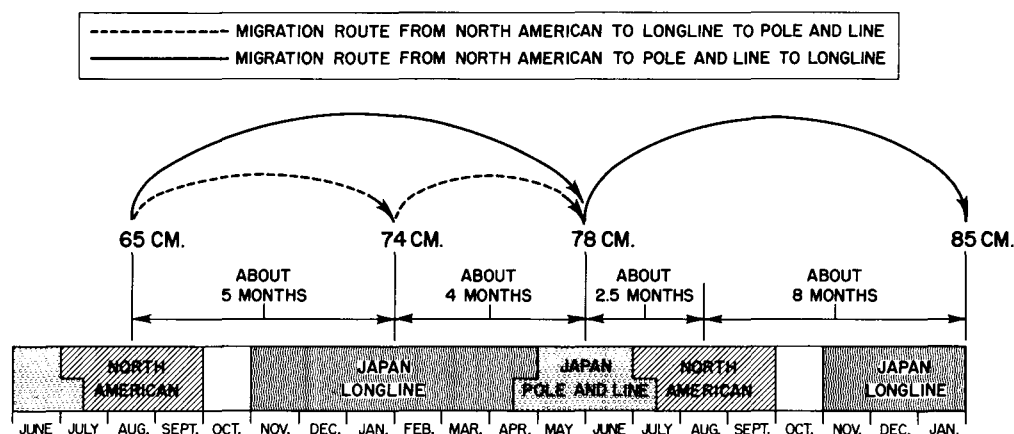 MIGRATION ROUTE FROM NORTH AMERICAN TO LONGLINE TO POLE AND LINE
MIGRATION ROUTE FROM NORTH AMERICAN TO POLE AND LINE TO LONGLINE
65 CM. 74 CM. 78 CM. 85 CM.
ABOUT ABOUT ABOUT ABOUT
5 MONTHS 4 MONTHS 2.5 MONTHS 8 MONTHS
NORTH JAPAN JAPAN NORTH JAPAN
AMERICAN LONGLINE POLE AND LINE AMERICAN LONGLINE
JUNE JULY AUG. SEPT. OCT. NOV. DEC. JAN. FEB. MAR. APR. MAY JUNE JULY AUG. SEPT. OCT. NOV. DEC. JAN.